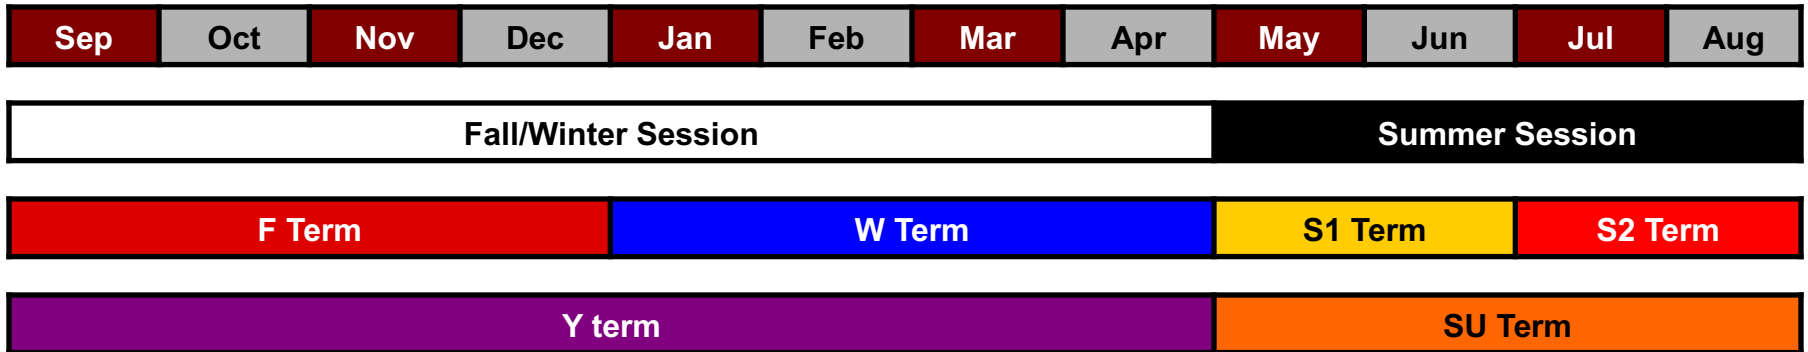 Sep Oct Nov Dec Jan Feb Mar Apr May Jun Jul Aug
Fall/Winter Session Summer Session
F Term W Term S1 Term S2 Term
Y term SU Term